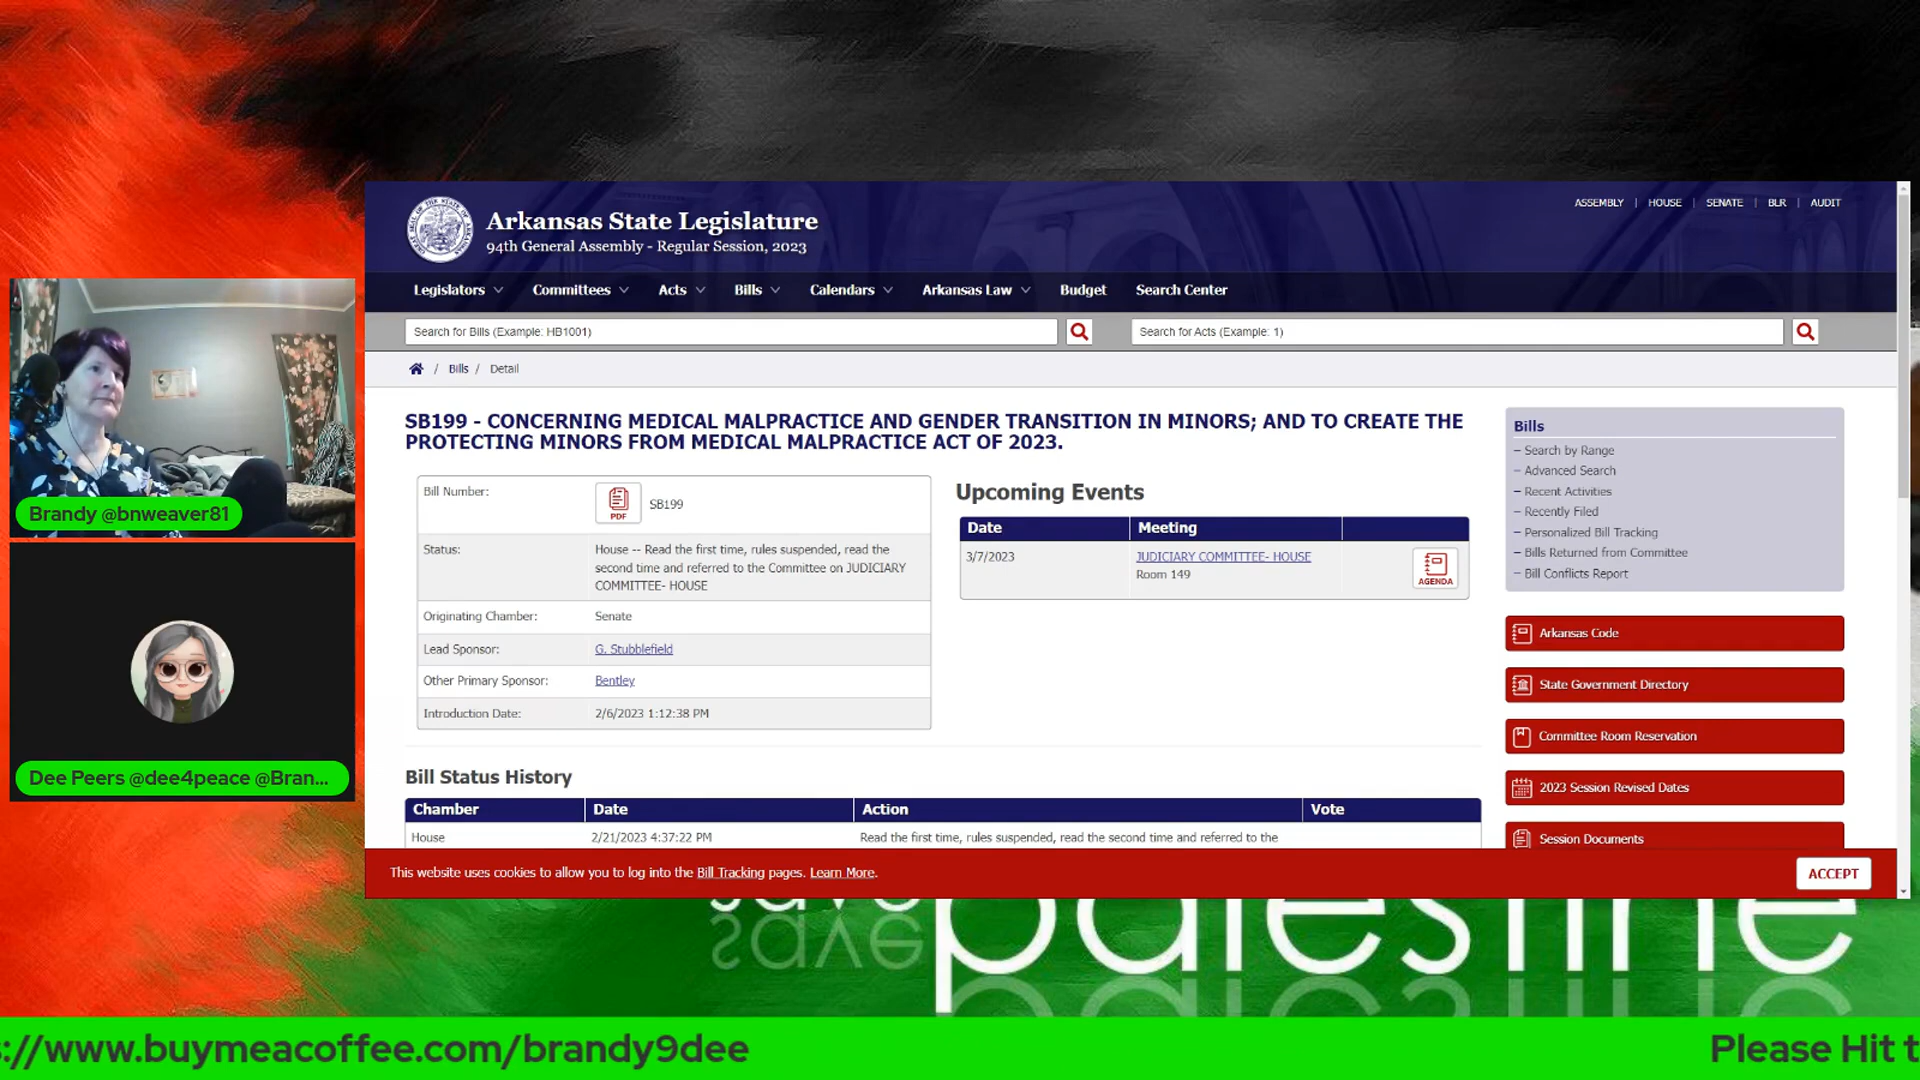 Arkansas State Legislature
94th General Assembly - Regular Session, 2023
ASSEMBLY | HOUSE | SENATE | BLR | AUDIT
Legislators Committees Acts Bills Calendars Arkansas Law Budget Search Center
Search for Bills (Example: HB1001)
Search for Acts (Example: 1)
/ Bills / Detail
SB199 - CONCERNING MEDICAL MALPRACTICE AND GENDER TRANSITION IN MINORS; AND TO CREATE THE
PROTECTING MINORS FROM MEDICAL MALPRACTICE ACT OF 2023.
Bill Number: PDF SB199
Status: House -- Read the first time, rules suspended, read the
second time and referred to the Committee on JUDICIARY
COMMITTEE- HOUSE
Originating Chamber: Senate
Lead Sponsor: G. Stubblefield
Other Primary Sponsor: Bentley
Introduction Date: 2/6/2023 1:12:38 PM
Upcoming Events
Date Meeting
3/7/2023 JUDICIARY COMMITTEE- HOUSE
Room 149
AGENDA
Bill Status History
Chamber Date Action Vote
House 2/21/2023 4:37:22 PM Read the first time, rules suspended, read the second time and referred to the
Bills
– Search by Range
– Advanced Search
– Recent Activities
– Recently Filed
– Personalized Bill Tracking
– Bills Returned from Committee
– Bill Conflicts Report
Arkansas Code
State Government Directory
Committee Room Reservation
2023 Session Revised Dates
Session Documents
This website uses cookies to allow you to log into the Bill Tracking pages. Learn More.
ACCEPT
Brandy @bnweaver81
Dee Peers @dee4peace @Bran...
save palestine
s://www.buymeacoffee.com/brandy9dee
Please Hit t